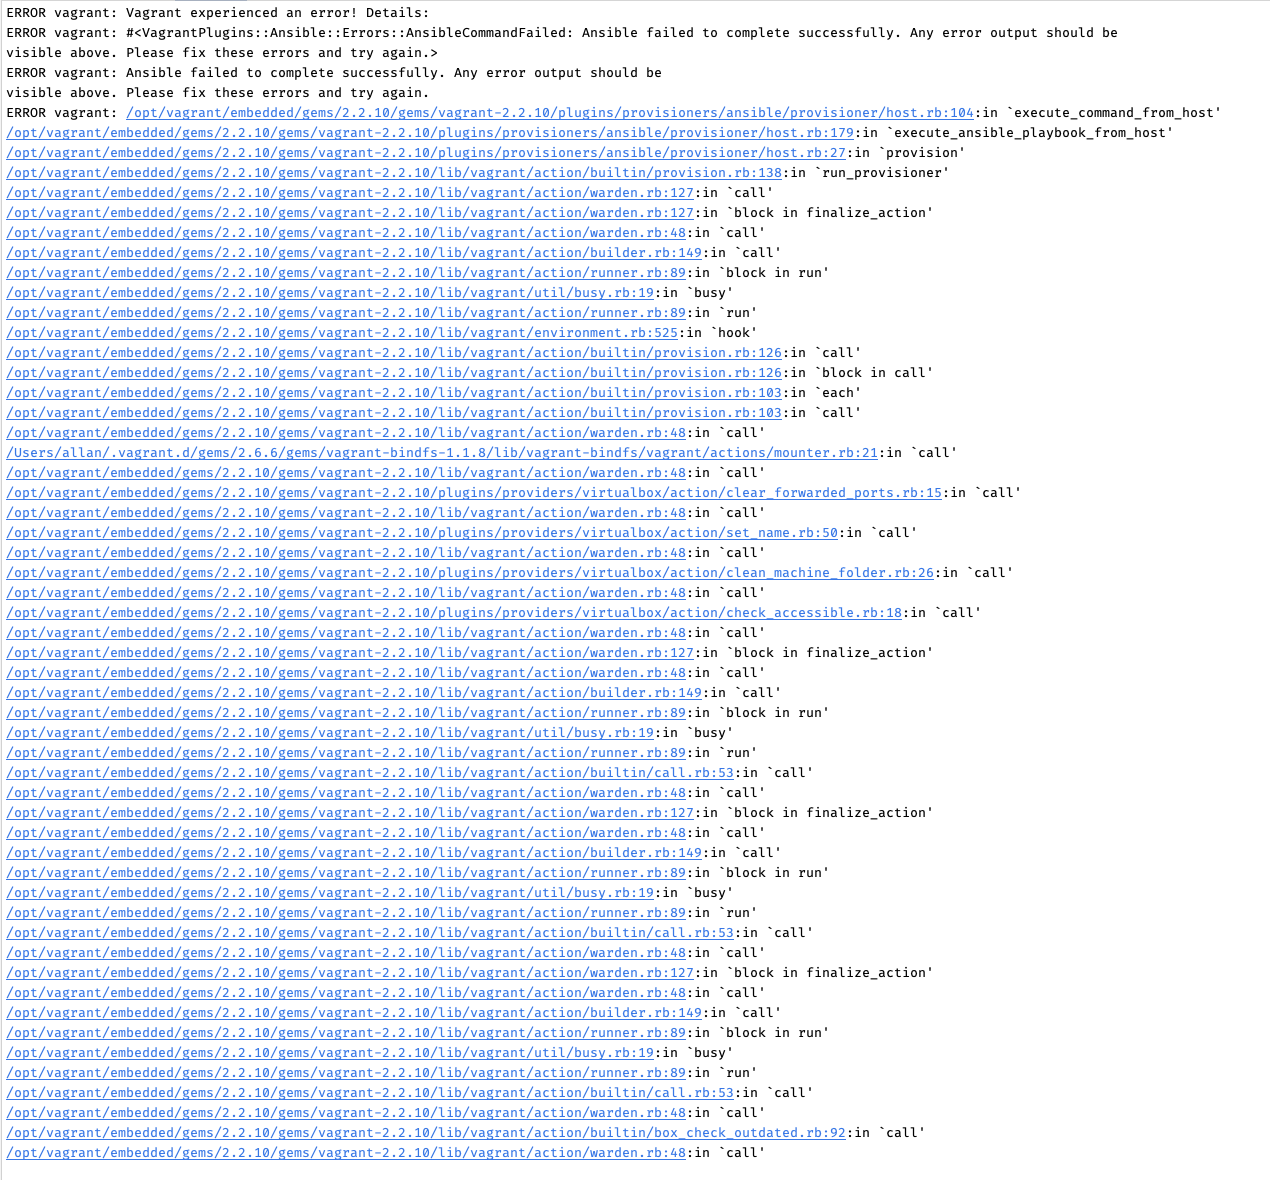 ERROR vagrant: Vagrant experienced an error! Details:
ERROR vagrant: #<VagrantPlugins::Ansible::Errors::AnsibleCommandFailed: Ansible failed to complete successfully. Any error output should be
visible above. Please fix these errors and try again.>
ERROR vagrant: Ansible failed to complete successfully. Any error output should be
visible above. Please fix these errors and try again.
ERROR vagrant: /opt/vagrant/embedded/gems/2.2.10/gems/vagrant-2.2.10/plugins/provisioners/ansible/provisioner/host.rb:104:in `execute_command_from_host'
/opt/vagrant/embedded/gems/2.2.10/gems/vagrant-2.2.10/plugins/provisioners/ansible/provisioner/host.rb:179:in `execute_ansible_playbook_from_host'
/opt/vagrant/embedded/gems/2.2.10/gems/vagrant-2.2.10/plugins/provisioners/ansible/provisioner/host.rb:27:in `provision'
/opt/vagrant/embedded/gems/2.2.10/gems/vagrant-2.2.10/lib/vagrant/action/builtin/provision.rb:138:in `run_provisioner'
/opt/vagrant/embedded/gems/2.2.10/gems/vagrant-2.2.10/lib/vagrant/action/warden.rb:127:in `call'
/opt/vagrant/embedded/gems/2.2.10/gems/vagrant-2.2.10/lib/vagrant/action/warden.rb:127:in `block in finalize_action'
/opt/vagrant/embedded/gems/2.2.10/gems/vagrant-2.2.10/lib/vagrant/action/warden.rb:48:in `call'
/opt/vagrant/embedded/gems/2.2.10/gems/vagrant-2.2.10/lib/vagrant/action/builder.rb:149:in `call'
/opt/vagrant/embedded/gems/2.2.10/gems/vagrant-2.2.10/lib/vagrant/action/runner.rb:89:in `block in run'
/opt/vagrant/embedded/gems/2.2.10/gems/vagrant-2.2.10/lib/vagrant/util/busy.rb:19:in `busy'
/opt/vagrant/embedded/gems/2.2.10/gems/vagrant-2.2.10/lib/vagrant/action/runner.rb:89:in `run'
/opt/vagrant/embedded/gems/2.2.10/gems/vagrant-2.2.10/lib/vagrant/environment.rb:525:in `hook'
/opt/vagrant/embedded/gems/2.2.10/gems/vagrant-2.2.10/lib/vagrant/action/builtin/provision.rb:126:in `call'
/opt/vagrant/embedded/gems/2.2.10/gems/vagrant-2.2.10/lib/vagrant/action/builtin/provision.rb:126:in `block in call'
/opt/vagrant/embedded/gems/2.2.10/gems/vagrant-2.2.10/lib/vagrant/action/builtin/provision.rb:103:in `each'
/opt/vagrant/embedded/gems/2.2.10/gems/vagrant-2.2.10/lib/vagrant/action/builtin/provision.rb:103:in `call'
/opt/vagrant/embedded/gems/2.2.10/gems/vagrant-2.2.10/lib/vagrant/action/warden.rb:48:in `call'
/Users/allan/.vagrant.d/gems/2.6.6/gems/vagrant-bindfs-1.1.8/lib/vagrant-bindfs/vagrant/actions/mounter.rb:21:in `call'
/opt/vagrant/embedded/gems/2.2.10/gems/vagrant-2.2.10/lib/vagrant/action/warden.rb:48:in `call'
/opt/vagrant/embedded/gems/2.2.10/gems/vagrant-2.2.10/plugins/providers/virtualbox/action/clear_forwarded_ports.rb:15:in `call'
/opt/vagrant/embedded/gems/2.2.10/gems/vagrant-2.2.10/lib/vagrant/action/warden.rb:48:in `call'
/opt/vagrant/embedded/gems/2.2.10/gems/vagrant-2.2.10/plugins/providers/virtualbox/action/set_name.rb:50:in `call'
/opt/vagrant/embedded/gems/2.2.10/gems/vagrant-2.2.10/lib/vagrant/action/warden.rb:48:in `call'
/opt/vagrant/embedded/gems/2.2.10/gems/vagrant-2.2.10/plugins/providers/virtualbox/action/clean_machine_folder.rb:26:in `call'
/opt/vagrant/embedded/gems/2.2.10/gems/vagrant-2.2.10/lib/vagrant/action/warden.rb:48:in `call'
/opt/vagrant/embedded/gems/2.2.10/gems/vagrant-2.2.10/plugins/providers/virtualbox/action/check_accessible.rb:18:in `call'
/opt/vagrant/embedded/gems/2.2.10/gems/vagrant-2.2.10/lib/vagrant/action/warden.rb:48:in `call'
/opt/vagrant/embedded/gems/2.2.10/gems/vagrant-2.2.10/lib/vagrant/action/warden.rb:127:in `block in finalize_action'
/opt/vagrant/embedded/gems/2.2.10/gems/vagrant-2.2.10/lib/vagrant/action/warden.rb:48:in `call'
/opt/vagrant/embedded/gems/2.2.10/gems/vagrant-2.2.10/lib/vagrant/action/builder.rb:149:in `call'
/opt/vagrant/embedded/gems/2.2.10/gems/vagrant-2.2.10/lib/vagrant/action/runner.rb:89:in `block in run'
/opt/vagrant/embedded/gems/2.2.10/gems/vagrant-2.2.10/lib/vagrant/util/busy.rb:19:in `busy'
/opt/vagrant/embedded/gems/2.2.10/gems/vagrant-2.2.10/lib/vagrant/action/runner.rb:89:in `run'
/opt/vagrant/embedded/gems/2.2.10/gems/vagrant-2.2.10/lib/vagrant/action/builtin/call.rb:53:in `call'
/opt/vagrant/embedded/gems/2.2.10/gems/vagrant-2.2.10/lib/vagrant/action/warden.rb:48:in `call'
/opt/vagrant/embedded/gems/2.2.10/gems/vagrant-2.2.10/lib/vagrant/action/warden.rb:127:in `block in finalize_action'
/opt/vagrant/embedded/gems/2.2.10/gems/vagrant-2.2.10/lib/vagrant/action/warden.rb:48:in `call'
/opt/vagrant/embedded/gems/2.2.10/gems/vagrant-2.2.10/lib/vagrant/action/builder.rb:149:in `call'
/opt/vagrant/embedded/gems/2.2.10/gems/vagrant-2.2.10/lib/vagrant/action/runner.rb:89:in `block in run'
/opt/vagrant/embedded/gems/2.2.10/gems/vagrant-2.2.10/lib/vagrant/util/busy.rb:19:in `busy'
/opt/vagrant/embedded/gems/2.2.10/gems/vagrant-2.2.10/lib/vagrant/action/runner.rb:89:in `run'
/opt/vagrant/embedded/gems/2.2.10/gems/vagrant-2.2.10/lib/vagrant/action/builtin/call.rb:53:in `call'
/opt/vagrant/embedded/gems/2.2.10/gems/vagrant-2.2.10/lib/vagrant/action/warden.rb:48:in `call'
/opt/vagrant/embedded/gems/2.2.10/gems/vagrant-2.2.10/lib/vagrant/action/warden.rb:127:in `block in finalize_action'
/opt/vagrant/embedded/gems/2.2.10/gems/vagrant-2.2.10/lib/vagrant/action/warden.rb:48:in `call'
/opt/vagrant/embedded/gems/2.2.10/gems/vagrant-2.2.10/lib/vagrant/action/builder.rb:149:in `call'
/opt/vagrant/embedded/gems/2.2.10/gems/vagrant-2.2.10/lib/vagrant/action/runner.rb:89:in `block in run'
/opt/vagrant/embedded/gems/2.2.10/gems/vagrant-2.2.10/lib/vagrant/util/busy.rb:19:in `busy'
/opt/vagrant/embedded/gems/2.2.10/gems/vagrant-2.2.10/lib/vagrant/action/runner.rb:89:in `run'
/opt/vagrant/embedded/gems/2.2.10/gems/vagrant-2.2.10/lib/vagrant/action/builtin/call.rb:53:in `call'
/opt/vagrant/embedded/gems/2.2.10/gems/vagrant-2.2.10/lib/vagrant/action/warden.rb:48:in `call'
/opt/vagrant/embedded/gems/2.2.10/gems/vagrant-2.2.10/lib/vagrant/action/builtin/box_check_outdated.rb:92:in `call'
/opt/vagrant/embedded/gems/2.2.10/gems/vagrant-2.2.10/lib/vagrant/action/warden.rb:48:in `call'